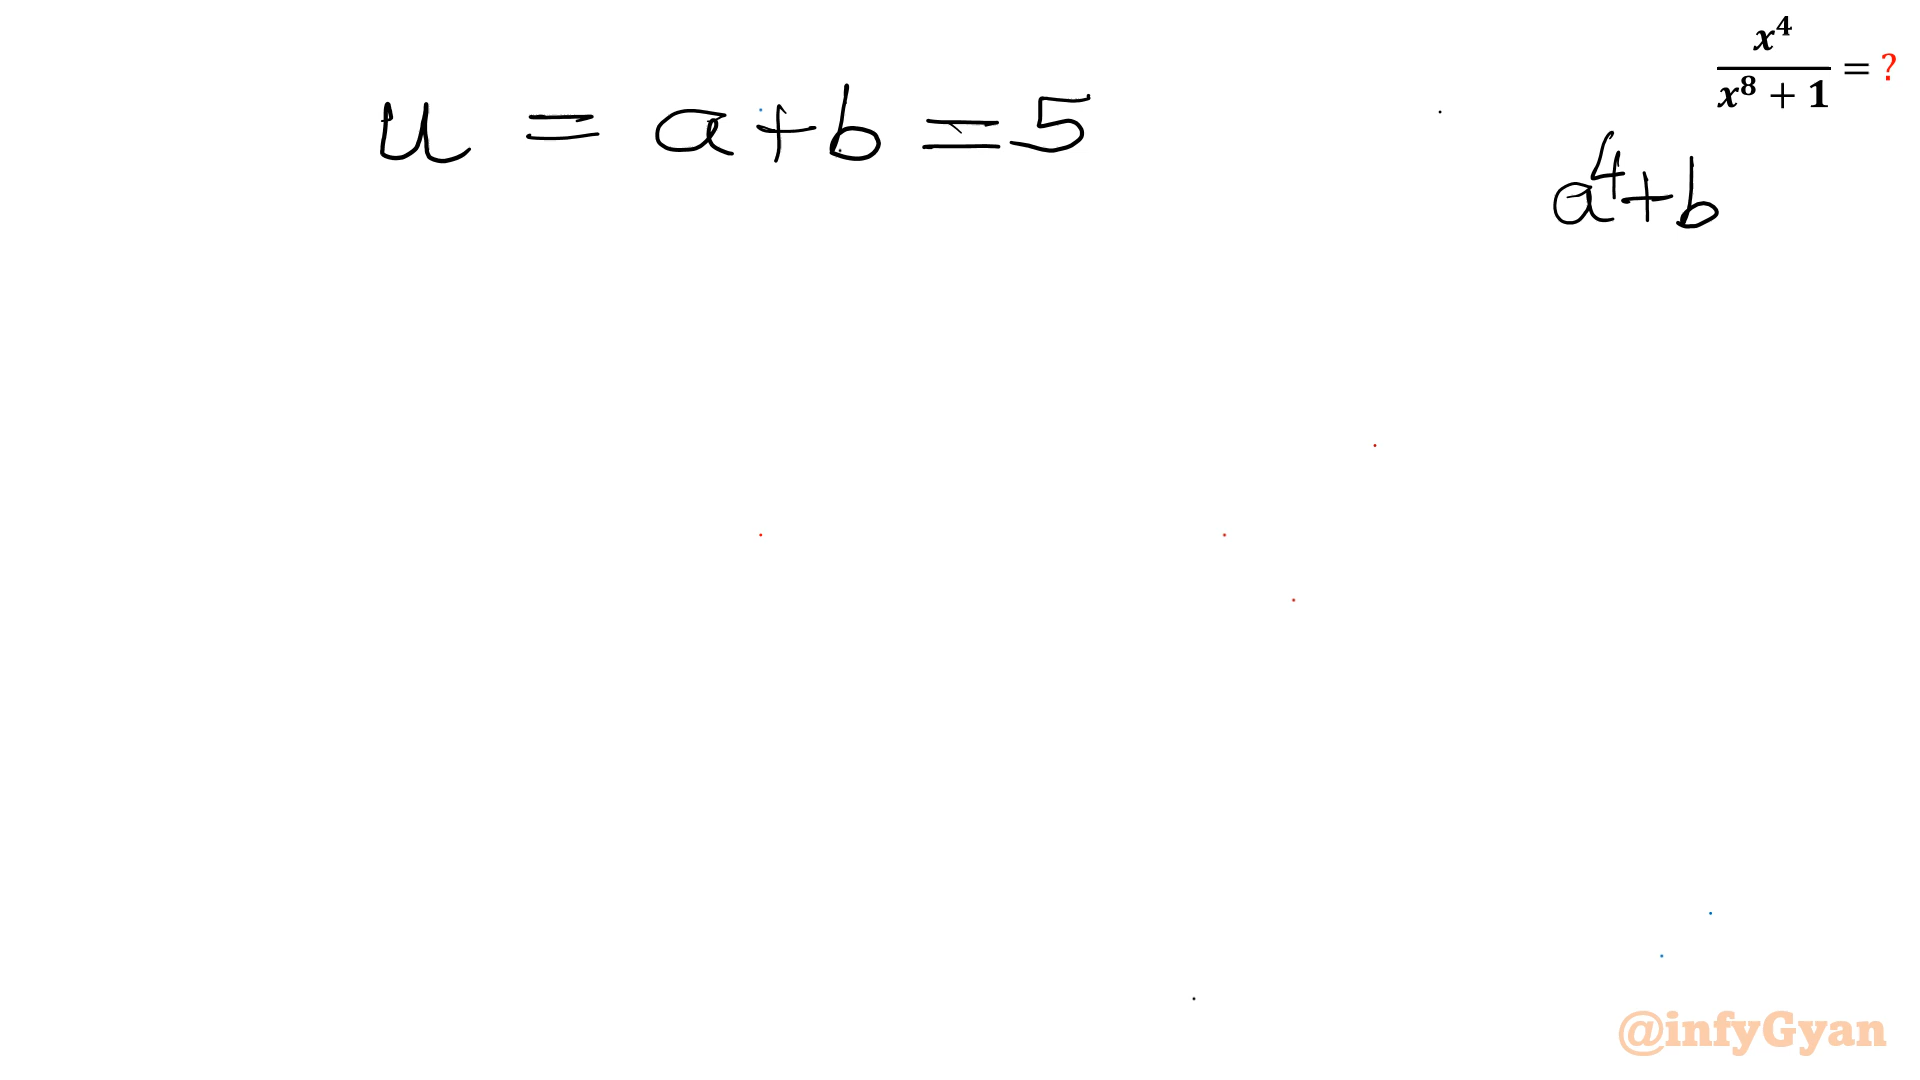 x⁴/(x⁸ + 1) = ?
u = a + b = 5
a⁴ + b
@infyGyan